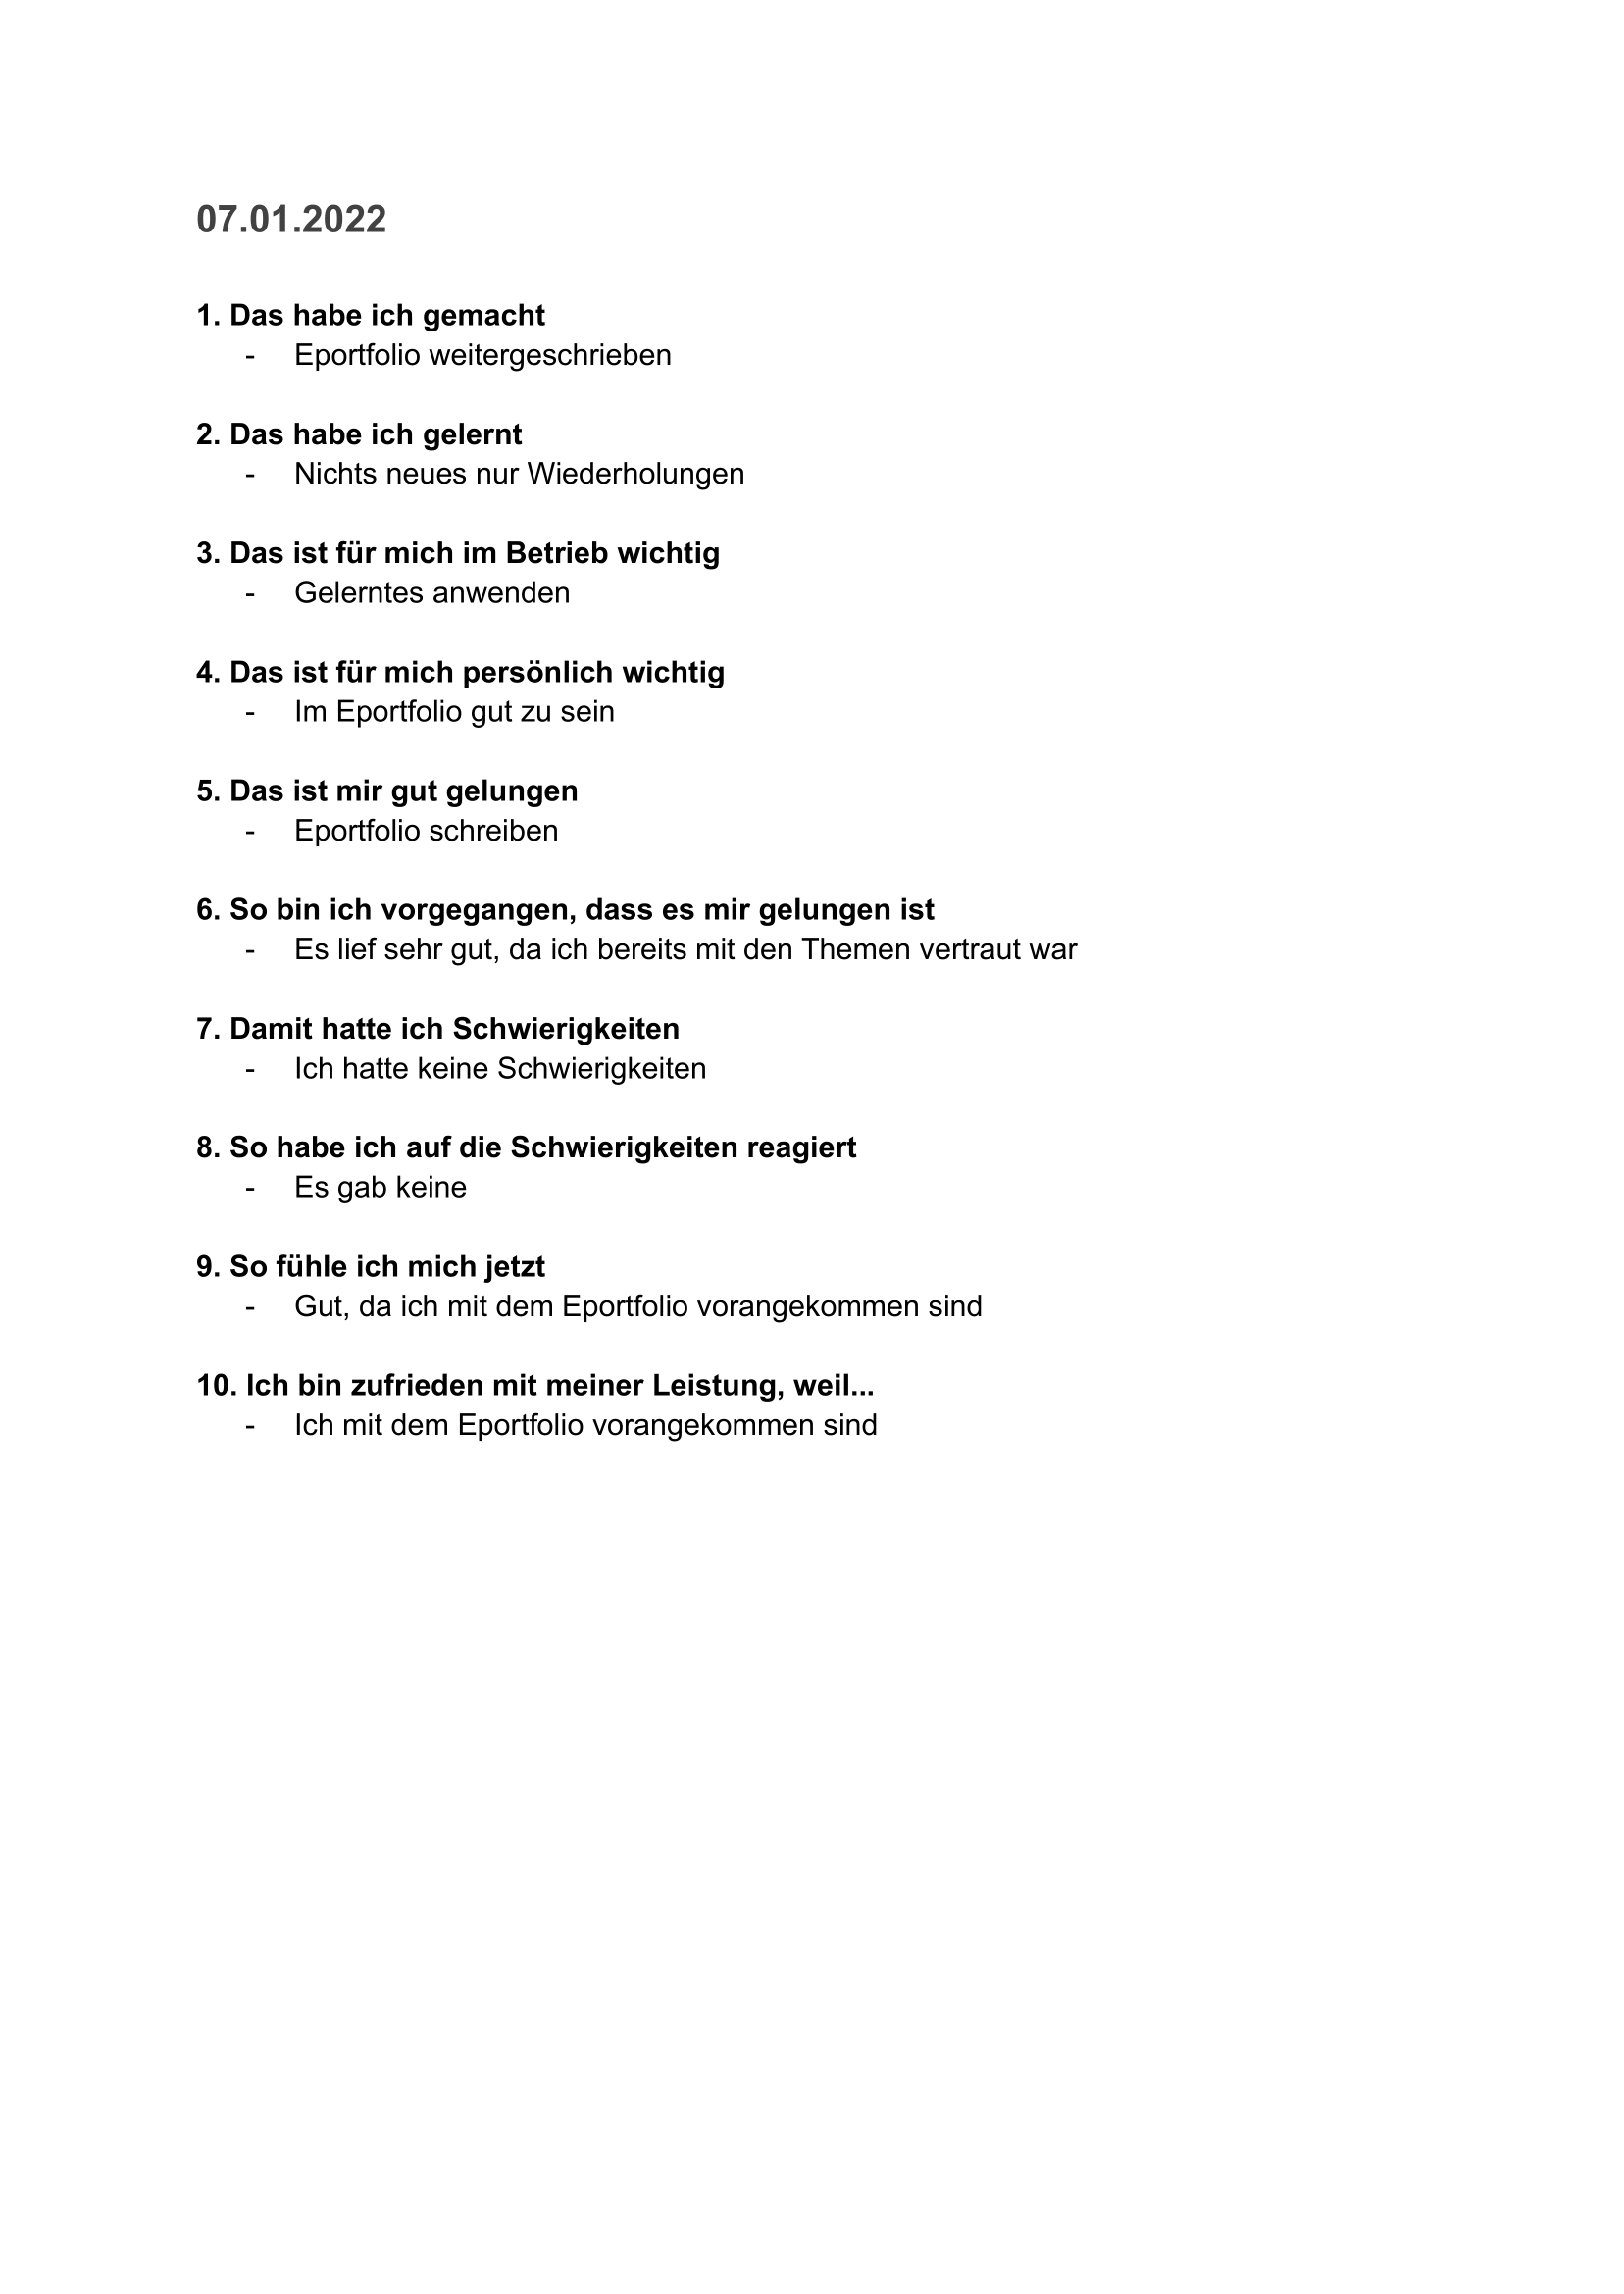 07.01.2022
1. Das habe ich gemacht
- Eportfolio weitergeschrieben
2. Das habe ich gelernt
- Nichts neues nur Wiederholungen
3. Das ist für mich im Betrieb wichtig
- Gelerntes anwenden
4. Das ist für mich persönlich wichtig
- Im Eportfolio gut zu sein
5. Das ist mir gut gelungen
- Eportfolio schreiben
6. So bin ich vorgegangen, dass es mir gelungen ist
- Es lief sehr gut, da ich bereits mit den Themen vertraut war
7. Damit hatte ich Schwierigkeiten
- Ich hatte keine Schwierigkeiten
8. So habe ich auf die Schwierigkeiten reagiert
- Es gab keine
9. So fühle ich mich jetzt
- Gut, da ich mit dem Eportfolio vorangekommen sind
10. Ich bin zufrieden mit meiner Leistung, weil...
- Ich mit dem Eportfolio vorangekommen sind